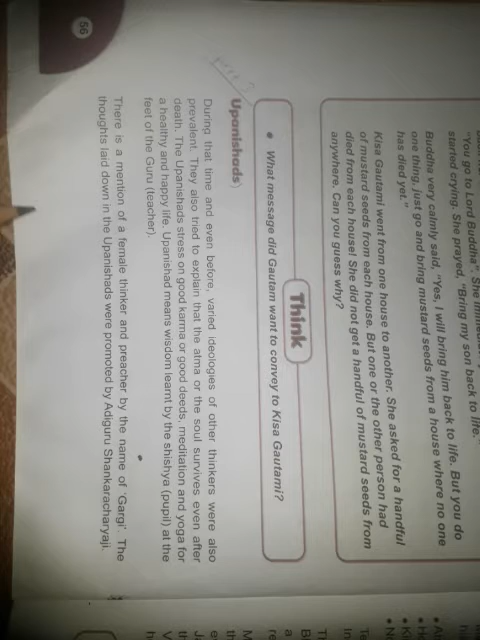 "You go to Lord Buddha". She
started crying. She prayed, "Bring my son back to life."
Buddha very calmly said, "Yes, I will bring him back to life. But you do
one thing, just go and bring mustard seeds from a house where no one
has died yet."
Kisa Gautami went from one house to another. She asked for a handful
of mustard seeds from each house. But one or the other person had
died from each house! She did not get a handful of mustard seeds from
anywhere. Can you guess why?
Think
• What message did Gautam want to convey to Kisa Gautami?
Upanishads
During that time and even before, varied ideologies of other thinkers were also
prevalent. They also tried to explain that the atma or the soul survives even after
death. The Upanishads stress on good karma or good deeds, meditation and yoga for
a healthy and happy life. Upanishad means wisdom learnt by the shishya (pupil) at the
feet of the Guru (teacher).
There is a mention of a female thinker and preacher by the name of 'Gargi'. The
thoughts laid down in the Upanishads were promoted by Adiguru Shankaracharyaji.
56